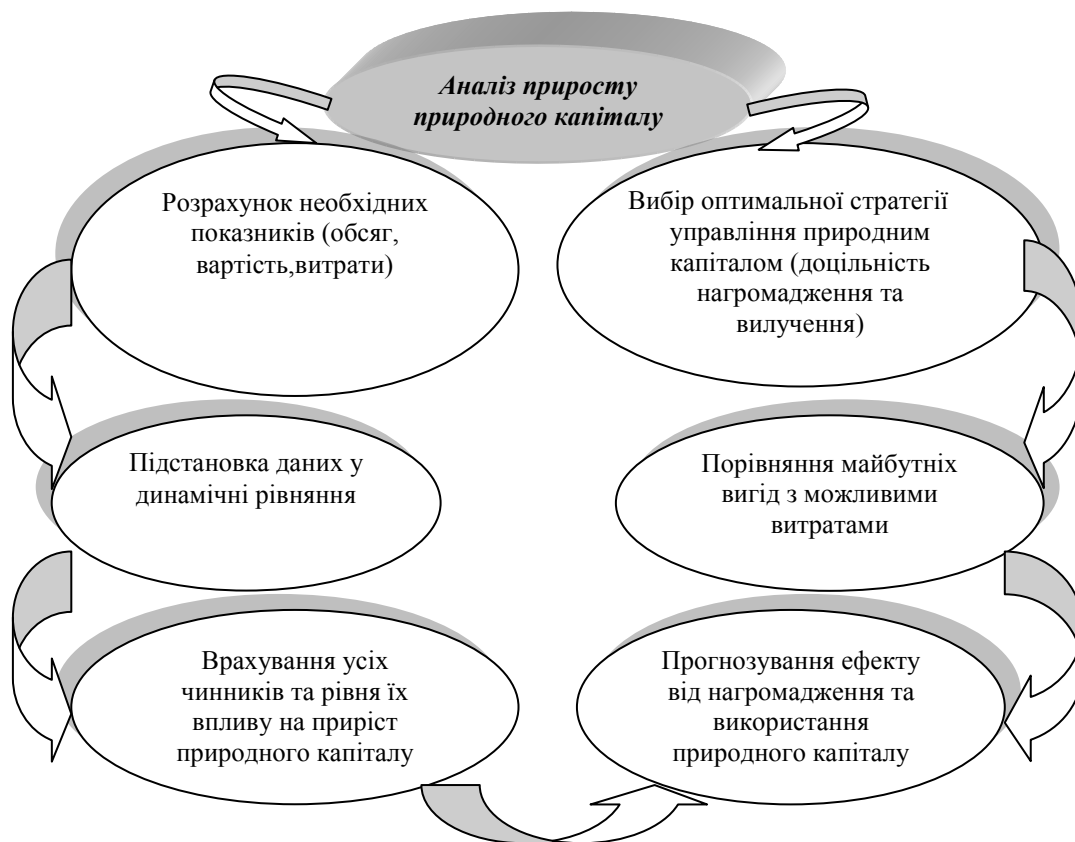 Аналіз приросту
природного капіталу
Розрахунок необхідних
показників (обсяг,
вартість,витрати)
Вибір оптимальної стратегії
управління природним
капіталом (доцільність
нагромадження та
вилучення)
Підстановка даних у
динамічні рівняння
Порівняння майбутніх
вигід з можливими
витратами
Врахування усіх
чинників та рівня їх
впливу на приріст
природного капіталу
Прогнозування ефекту
від нагромадження та
використання
природного капіталу